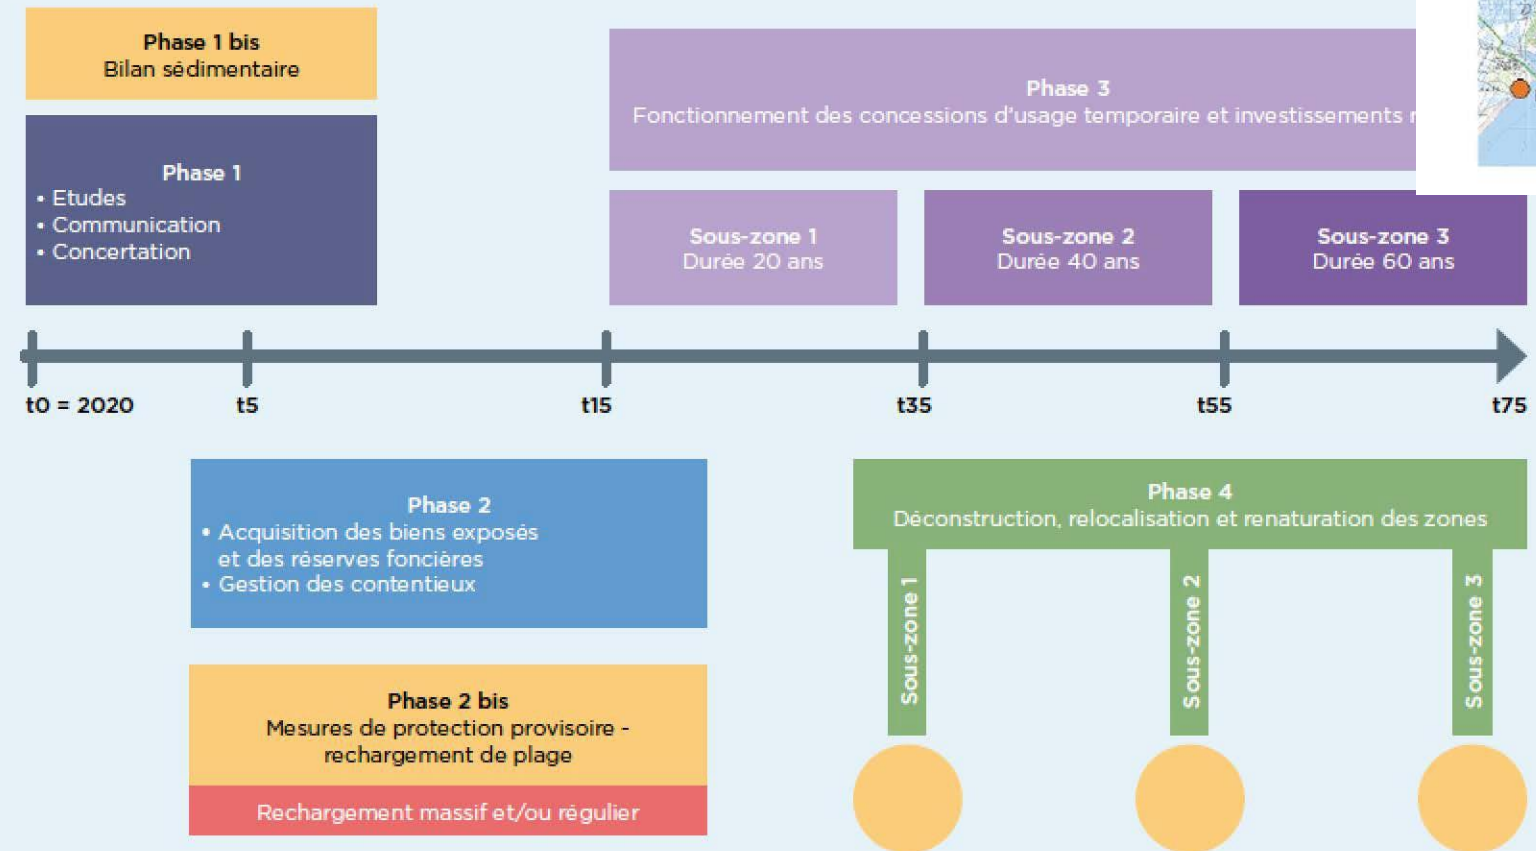 Phase 1 bis
Bilan sédimentaire
Phase 1
• Etudes
• Communication
• Concertation
Phase 3
Fonctionnement des concessions d'usage temporaire et investissements
Sous-zone 1
Durée 20 ans
Sous-zone 2
Durée 40 ans
Sous-zone 3
Durée 60 ans
t0 = 2020
t5
t15
t35
t55
t75
Phase 2
• Acquisition des biens exposés
et des réserves foncières
• Gestion des contentieux
Phase 2 bis
Mesures de protection provisoire -
rechargement de plage
Rechargement massif et/ou régulier
Phase 4
Déconstruction, relocalisation et renaturation des zones
Sous-zone 1
Sous-zone 2
Sous-zone 3